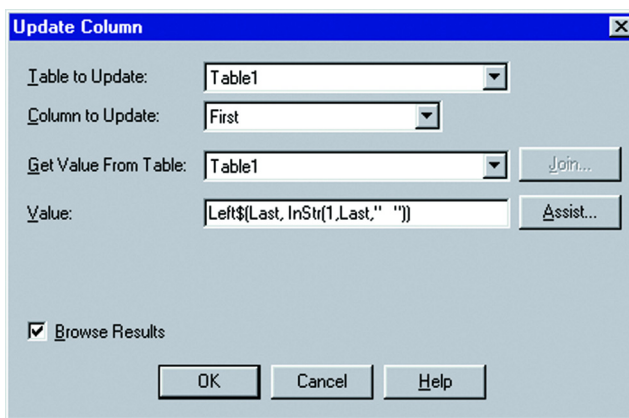 Update Column
Table to Update: Table1
Column to Update: First
Get Value From Table: Table1 Join...
Value: Left$(Last, InStr(1,Last,"  ")) Assist...
Browse Results
OK Cancel Help